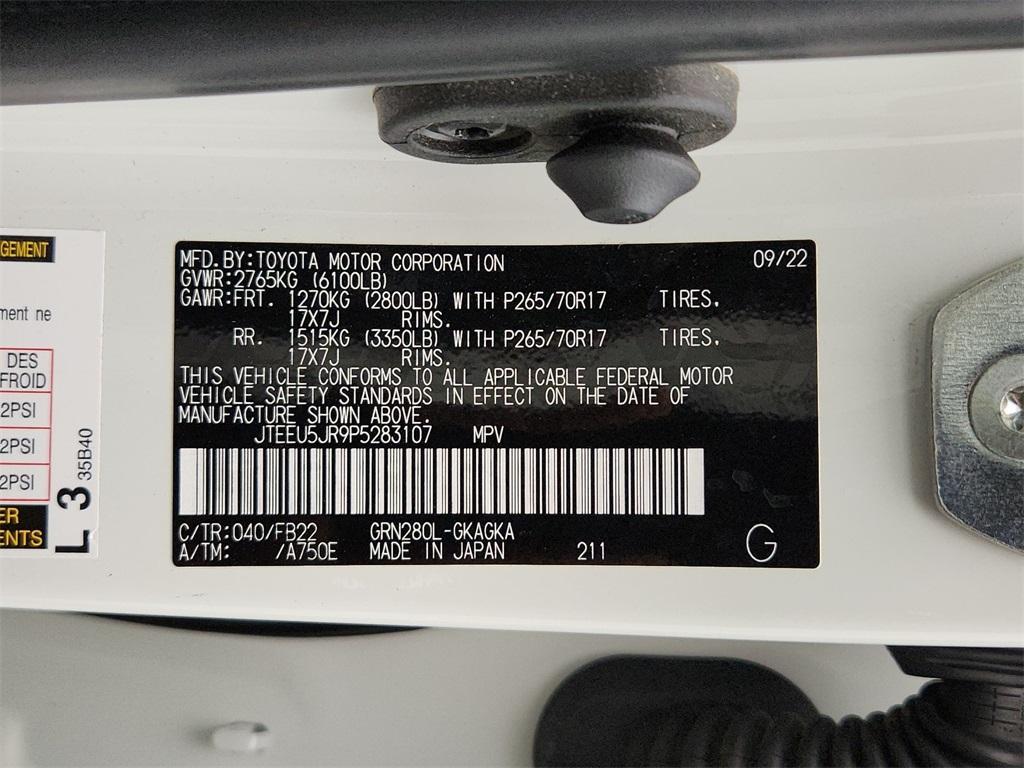 MFD.BY:TOYOTA MOTOR CORPORATION 09/22
GVWR:2765KG (6100LB)
GAWR:FRT. 1270KG (2800LB) WITH P265/70R17 TIRES,
17X7J RIMS.
RR. 1515KG (3350LB) WITH P265/70R17 TIRES,
17X7J RIMS.
THIS VEHICLE CONFORMS TO ALL APPLICABLE FEDERAL MOTOR
VEHICLE SAFETY STANDARDS IN EFFECT ON THE DATE OF
MANUFACTURE SHOWN ABOVE.
JTEEU5JR9P5283107 MPV
C/TR:040/FB22 GRN280L-GKAGKA
A/TM: /A750E MADE IN JAPAN 211 G
GEMENT
ment ne
DES
FROID
2PSI
2PSI
2PSI
ER
ENTS
L 3 35B40